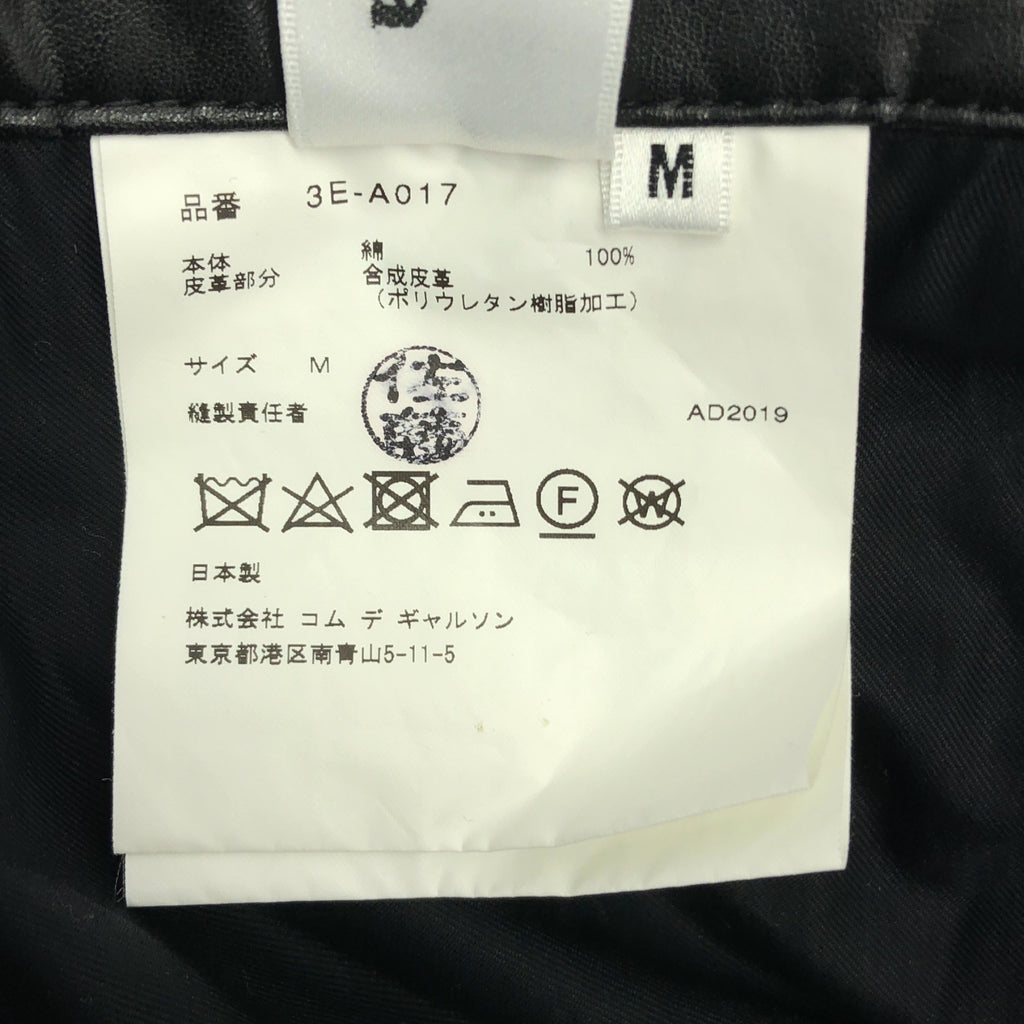 M
品番 3E-A017
本体 綿 100%
皮革部分 合成皮革
（ポリウレタン樹脂加工）
サイズ M
縫製責任者 佐藤 AD2019
F W
日本製
株式会社 コム デ ギャルソン
東京都港区南青山5-11-5